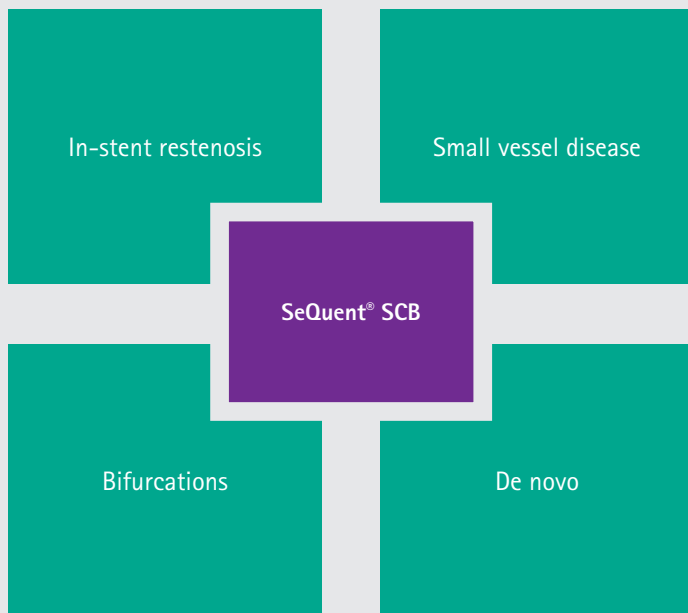 In-stent restenosis
Small vessel disease
SeQuent® SCB
Bifurcations
De novo